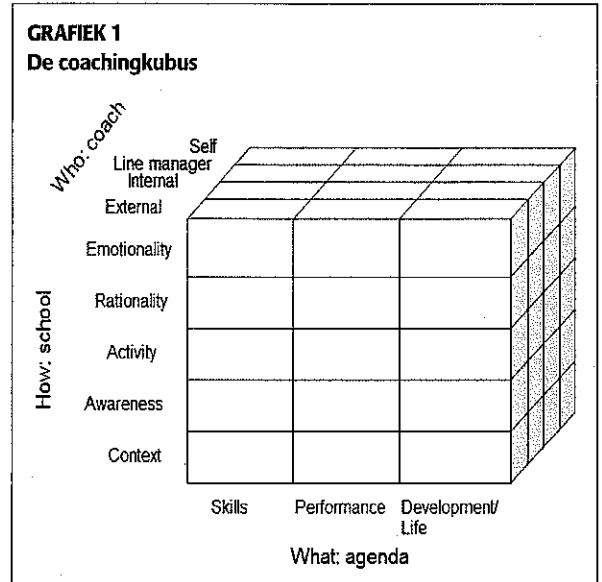 GRAFIEK 1
De coachingkubus
Who: coach
Self
Line manager
Internal
External
How: school
Emotionality
Rationality
Activity
Awareness
Context
Skills
Performance
Development/
Life
What: agenda